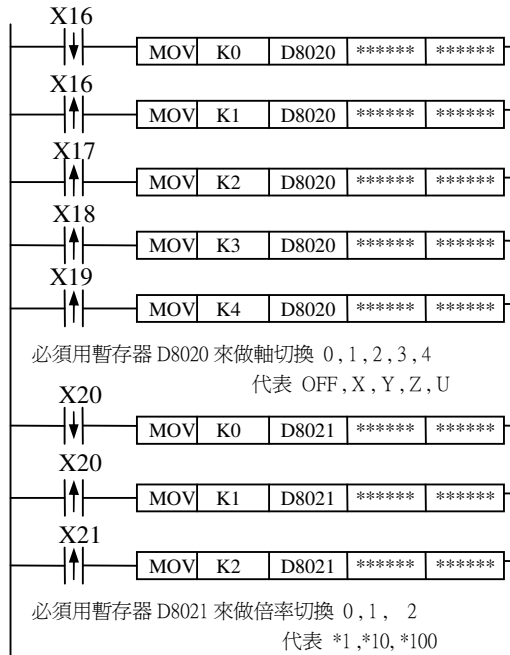 X16
MOV K0 D8020 ****** ******
X16
MOV K1 D8020 ****** ******
X17
MOV K2 D8020 ****** ******
X18
MOV K3 D8020 ****** ******
X19
MOV K4 D8020 ****** ******
必須用暫存器 D8020 來做軸切換 0 , 1 , 2 , 3 , 4
代表 OFF , X , Y , Z , U
X20
MOV K0 D8021 ****** ******
X20
MOV K1 D8021 ****** ******
X21
MOV K2 D8021 ****** ******
必須用暫存器 D8021 來做倍率切換 0 , 1 , 2
代表 *1 ,*10, *100